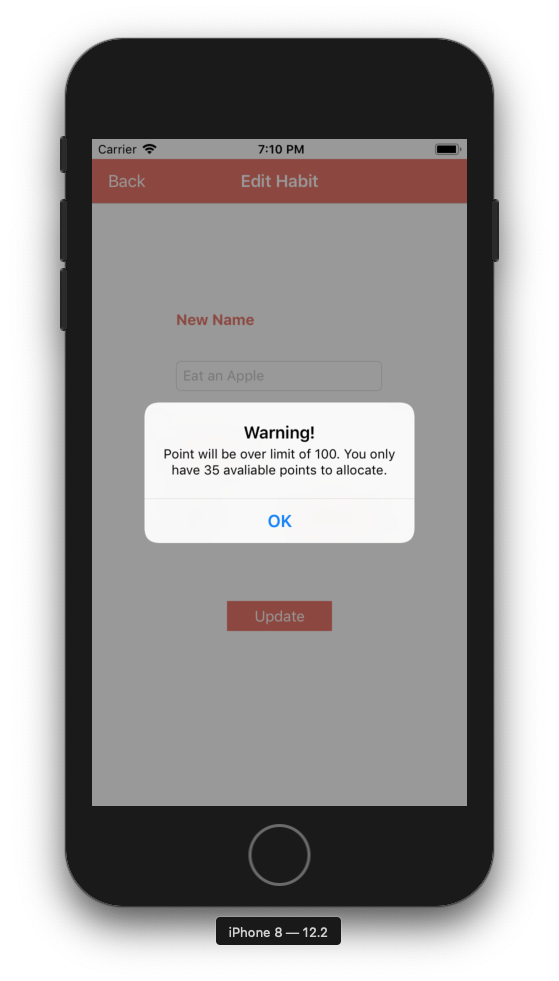 Carrier 7:10 PM
Back Edit Habit
New Name
Eat an Apple
Warning!
Point will be over limit of 100. You only
have 35 avaliable points to allocate.
OK
Update
iPhone 8 — 12.2